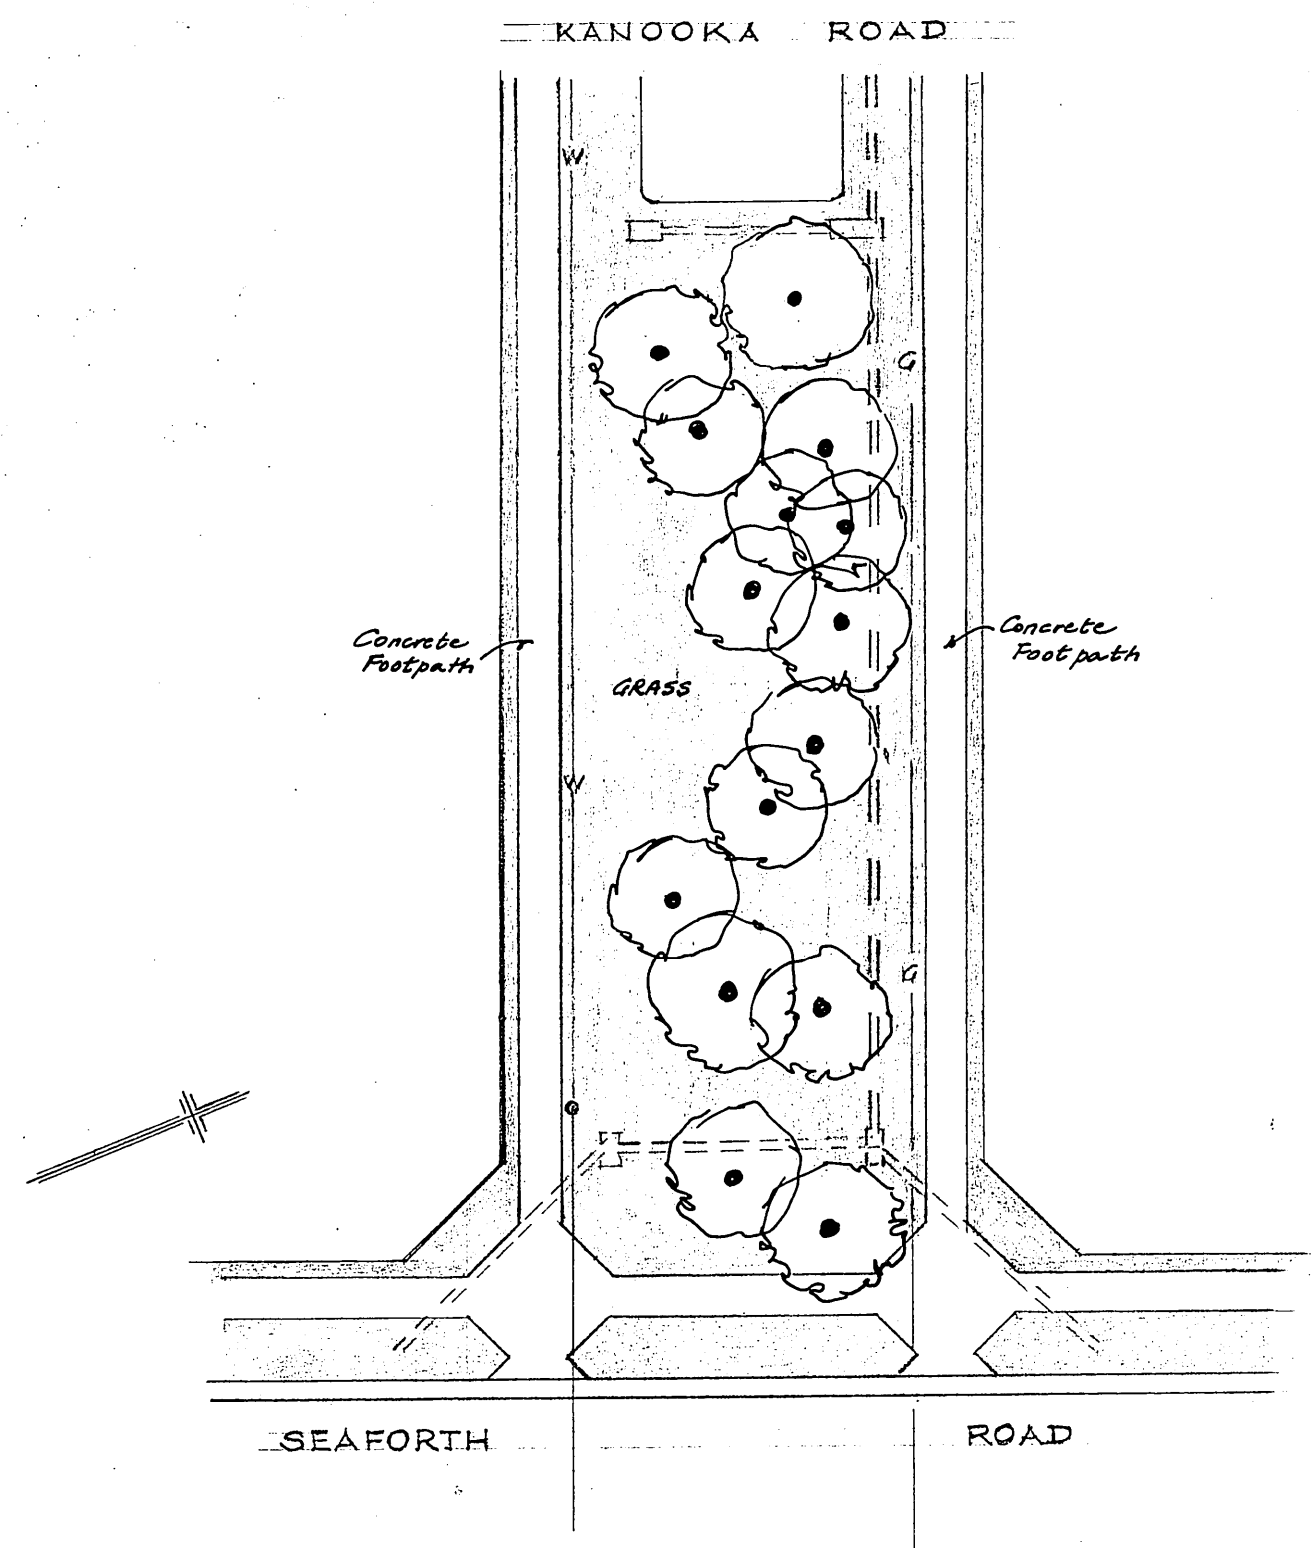 KANOOKA ROAD
W
G
Concrete
Footpath
Concrete
Footpath
GRASS
W
G
SEAFORTH ROAD